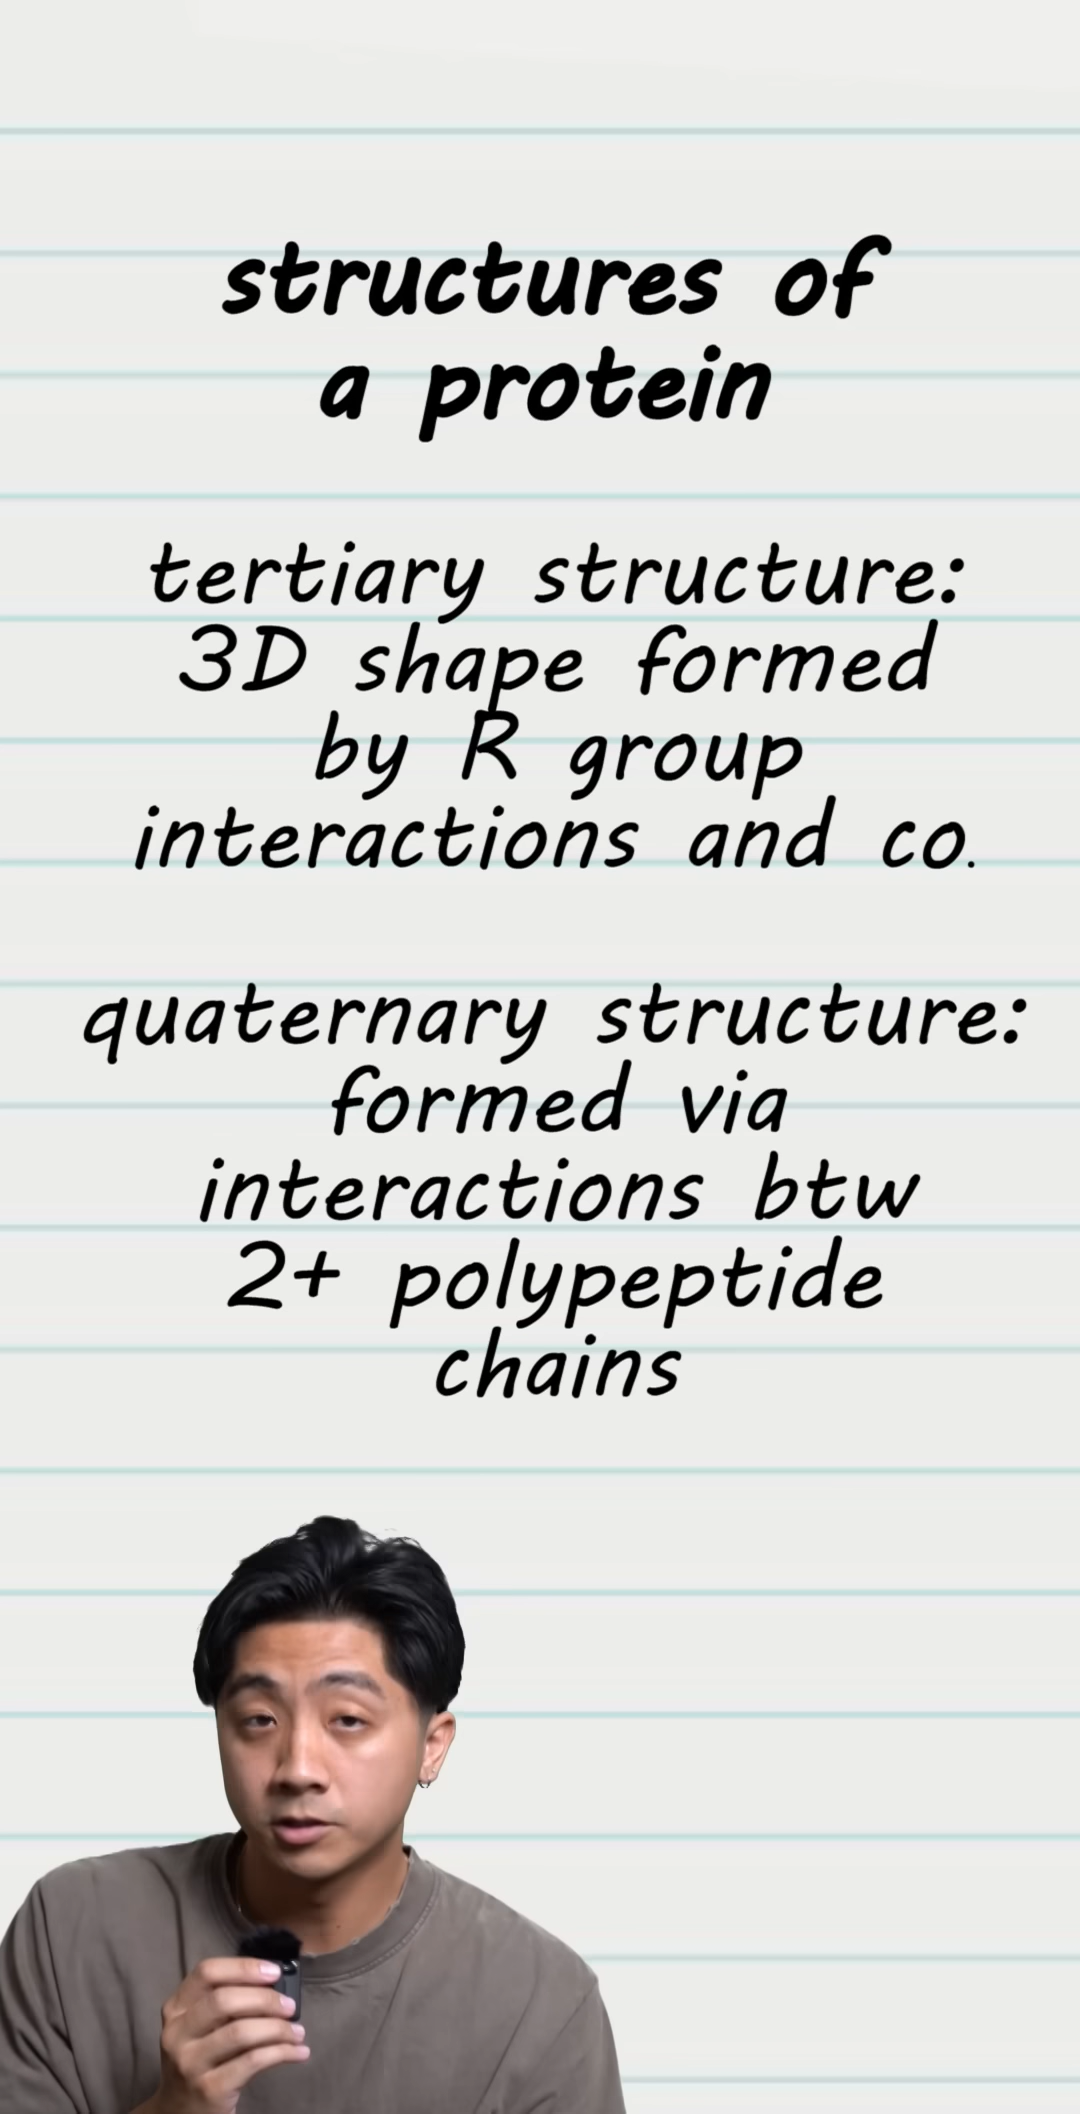 structures of
a protein
tertiary structure:
3D shape formed
by R group
interactions and co.
quaternary structure:
formed via
interactions btw
2+ polypeptide
chains